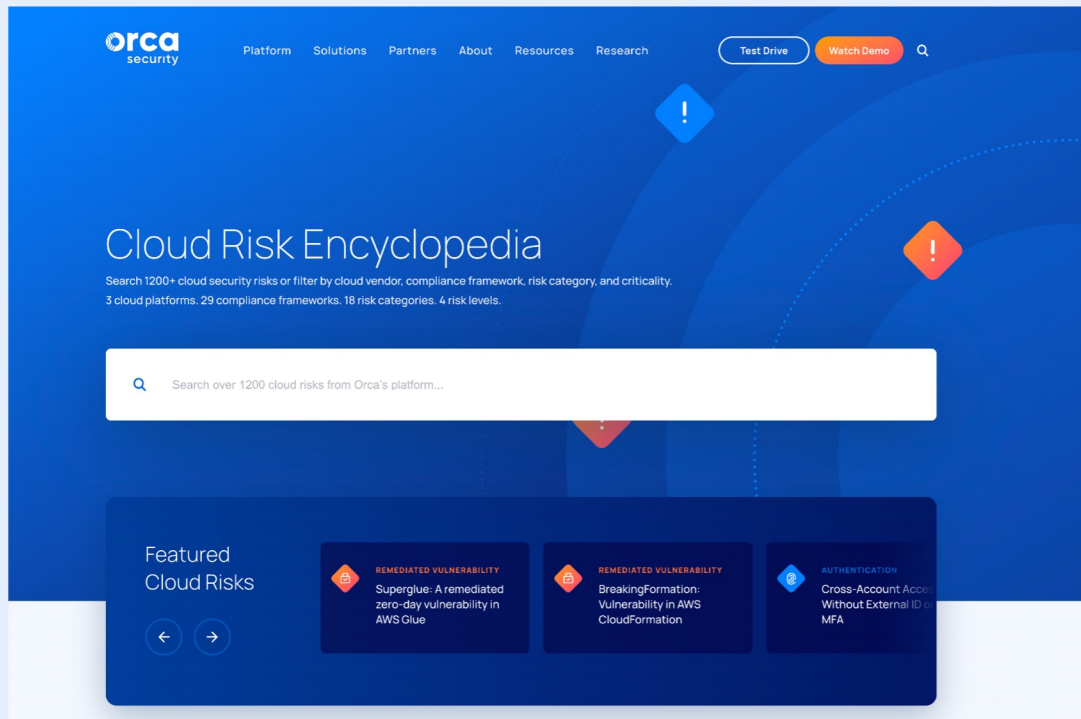 orca
security
Platform
Solutions
Partners
About
Resources
Research
Test Drive
Watch Demo
!
!
Cloud Risk Encyclopedia
Search 1200+ cloud security risks or filter by cloud vendor, compliance framework, risk category, and criticality.
3 cloud platforms. 29 compliance frameworks. 18 risk categories. 4 risk levels.
Search over 1200 cloud risks from Orca's platform...
Featured
Cloud Risks
REMEDIATED VULNERABILITY
Superglue: A remediated
zero-day vulnerability in
AWS Glue
REMEDIATED VULNERABILITY
BreakingFormation:
Vulnerability in AWS
CloudFormation
AUTHENTICATION
Cross-Account Access
Without External ID or
MFA